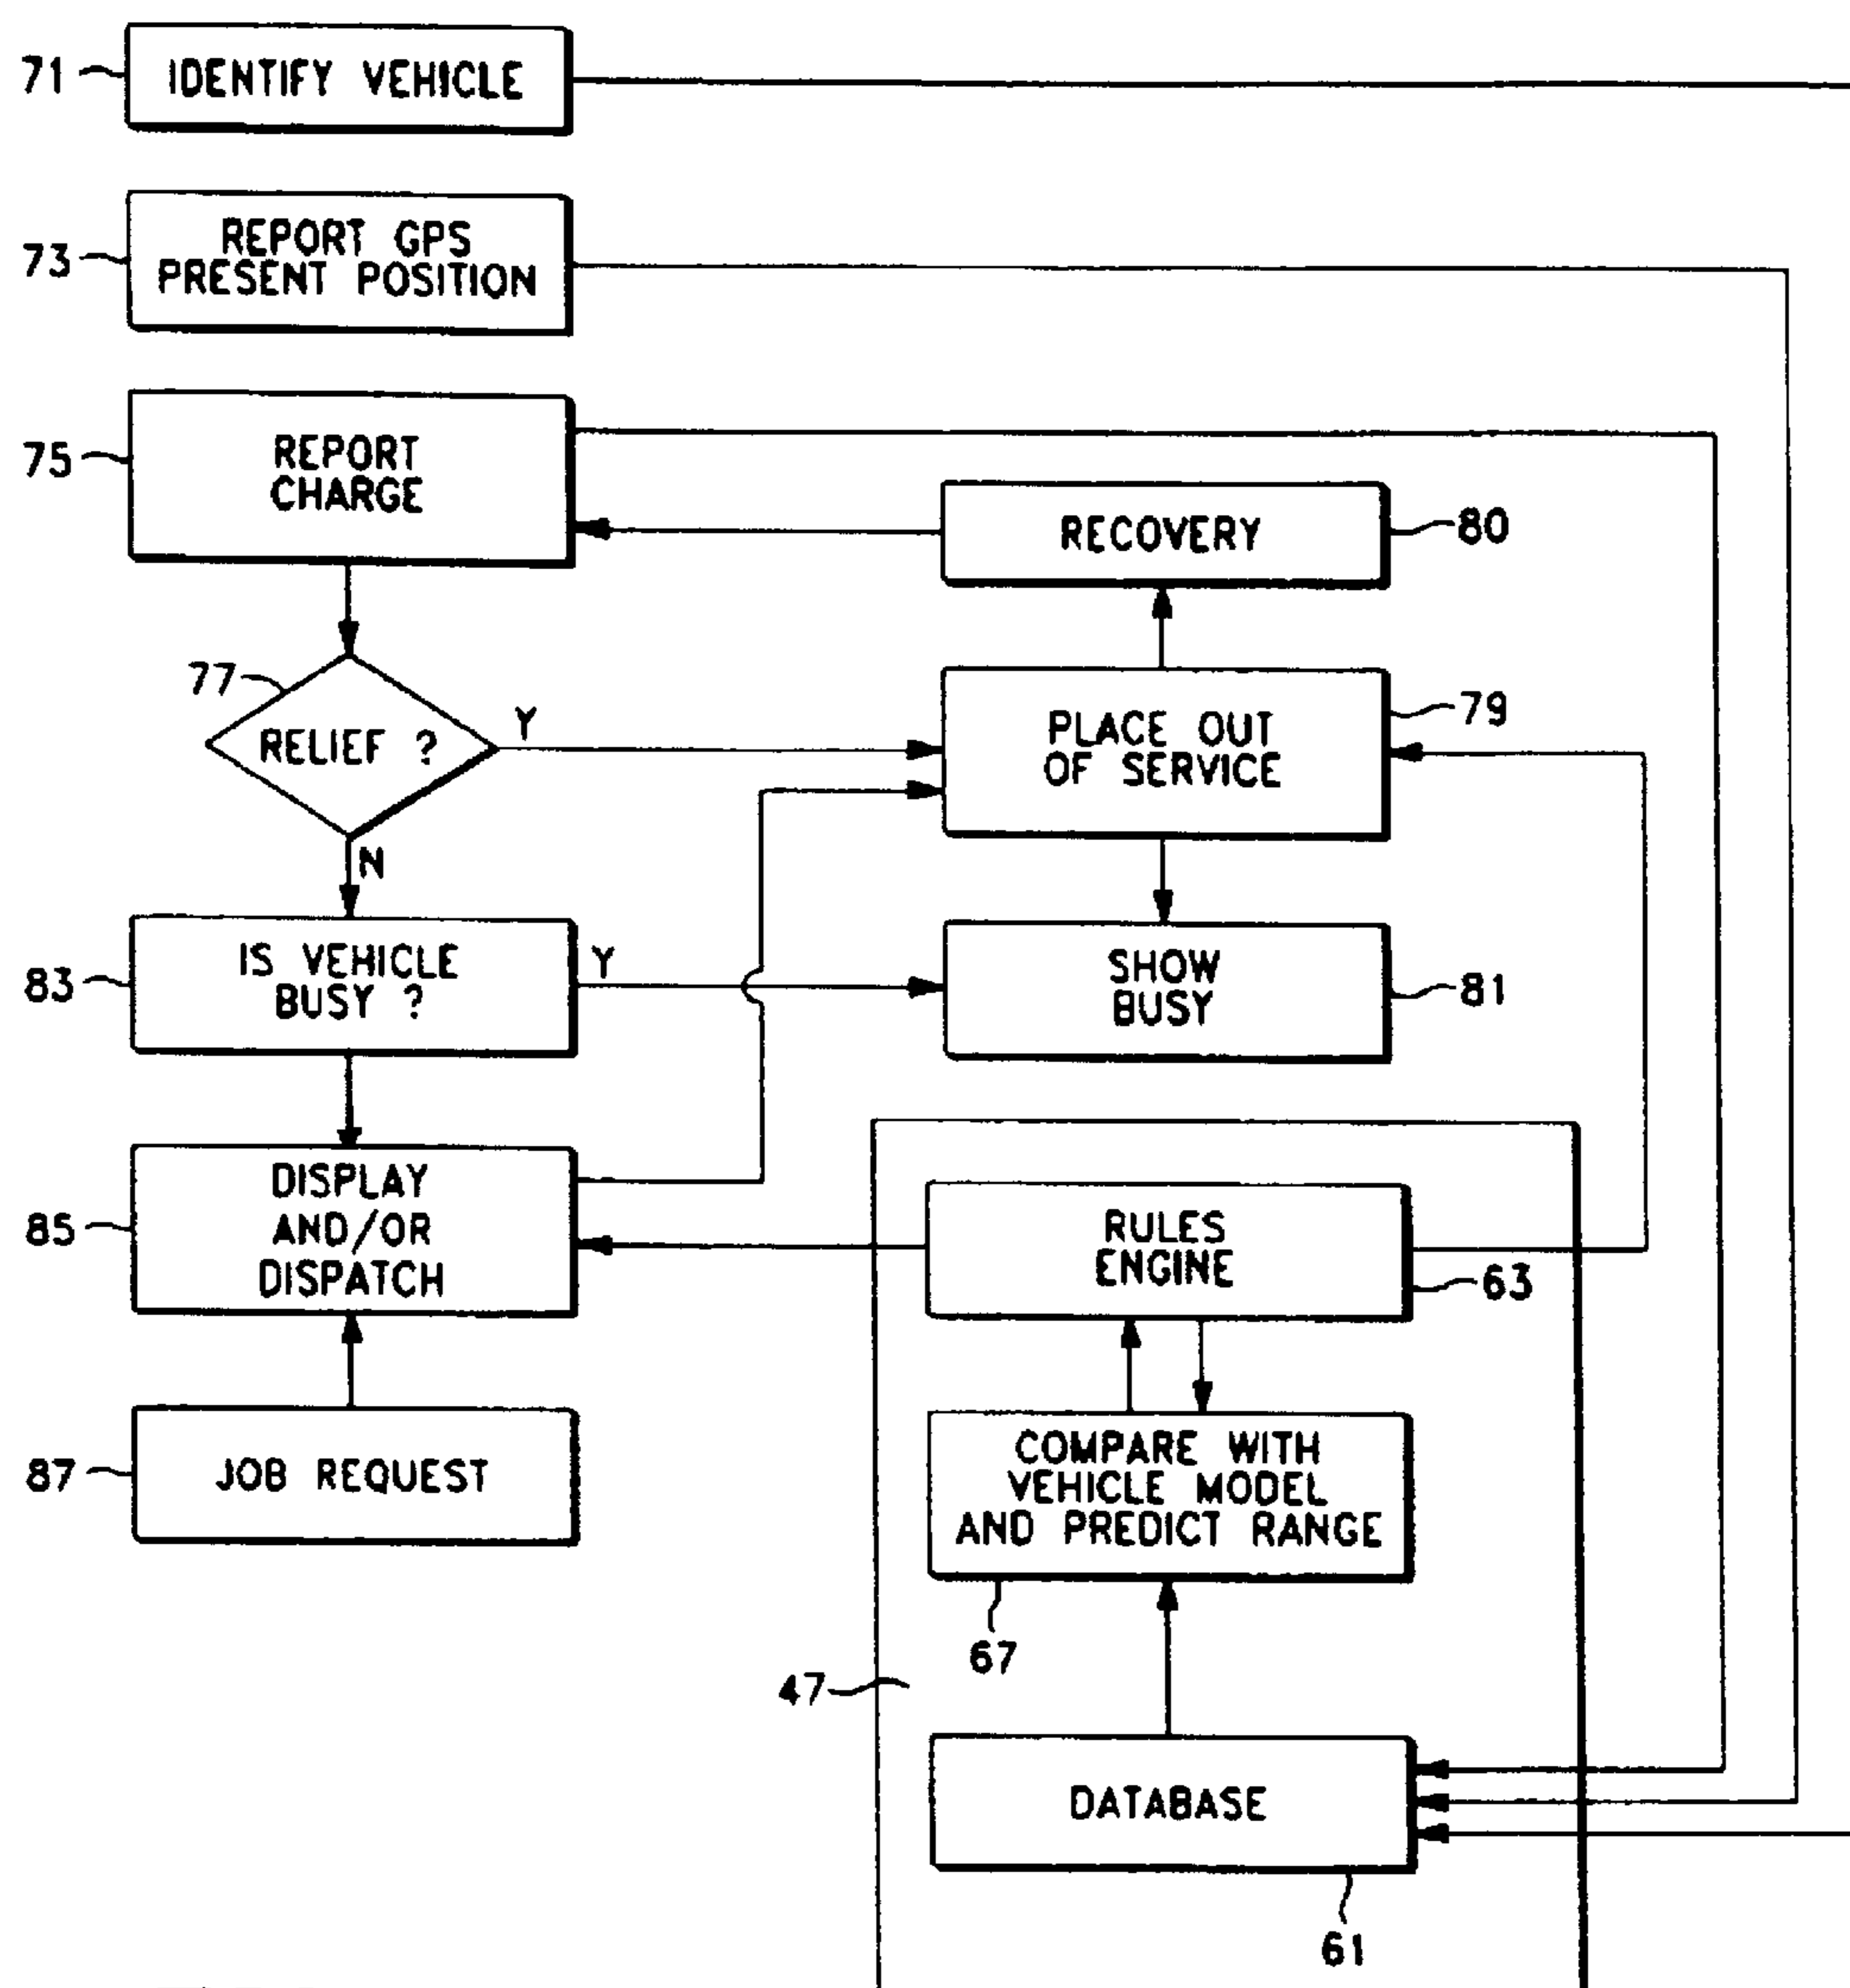 71
IDENTIFY VEHICLE
73
REPORT GPS
PRESENT POSITION
75
REPORT
CHARGE
RECOVERY
80
77
RELIEF ?
Y
N
PLACE OUT
OF SERVICE
79
83
IS VEHICLE
BUSY ?
Y
SHOW
BUSY
81
85
DISPLAY
AND/OR
DISPATCH
RULES
ENGINE
63
87
JOB REQUEST
COMPARE WITH
VEHICLE MODEL
AND PREDICT RANGE
67
47
DATABASE
61